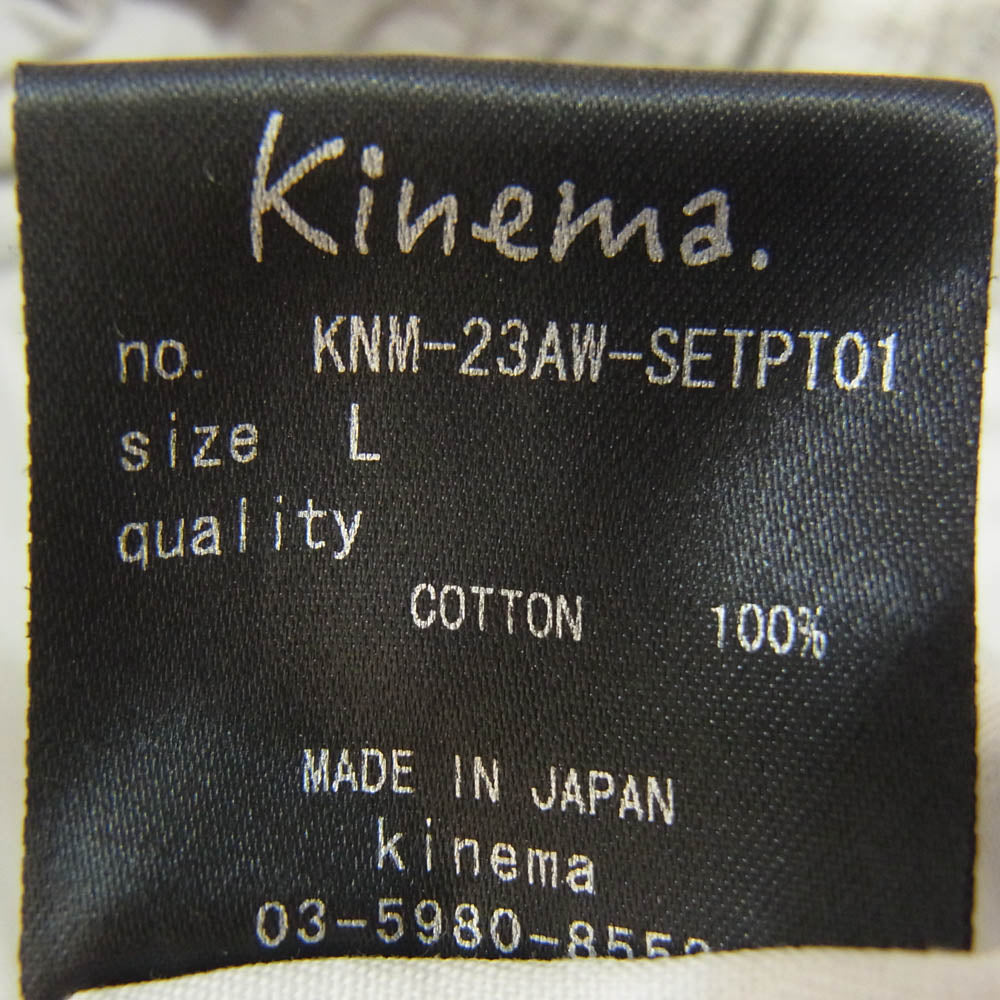 Kinema.
no. KNM-23AW-SETPT01
size L
quality
COTTON 100%
MADE IN JAPAN
kinema